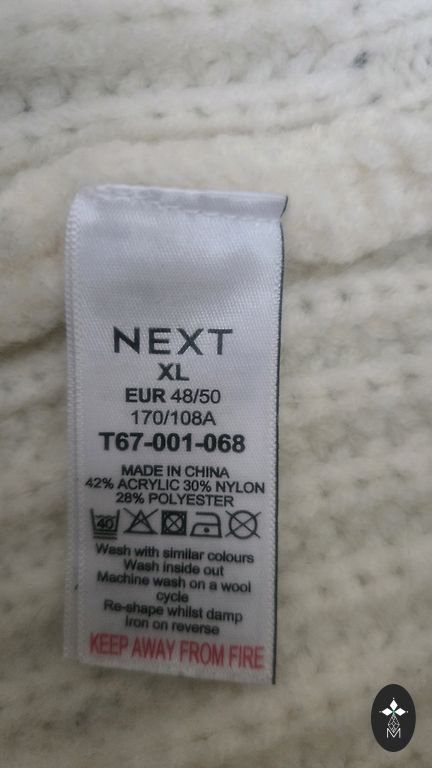 NEXT
XL
EUR 48/50
170/108A
T67-001-068
MADE IN CHINA
42% ACRYLIC 30% NYLON
28% POLYESTER
40
Wash with similar colours
Wash inside out
Machine wash on a wool
cycle
Re-shape whilst damp
Iron on reverse
KEEP AWAY FROM FIRE
M